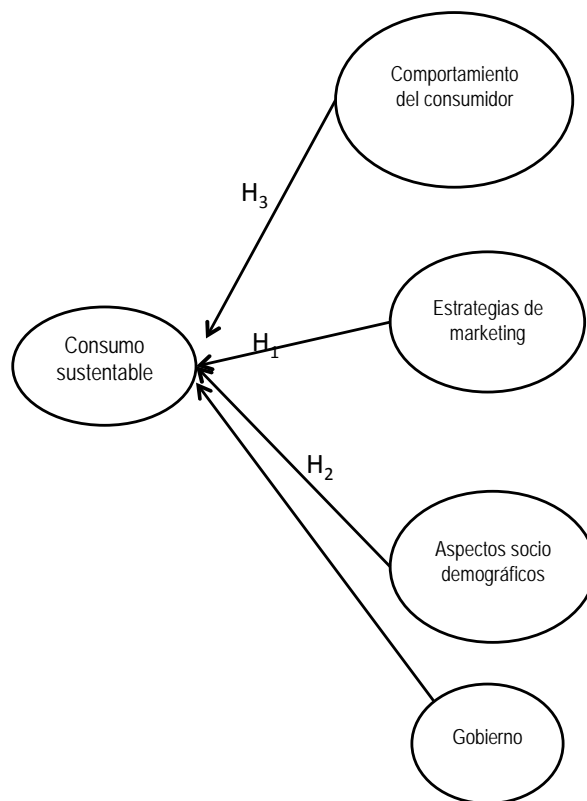 Comportamiento
del consumidor
H₃
Estrategias de
marketing
H₁
Consumo
sustentable
H₂
Aspectos socio
demográficos
Gobierno